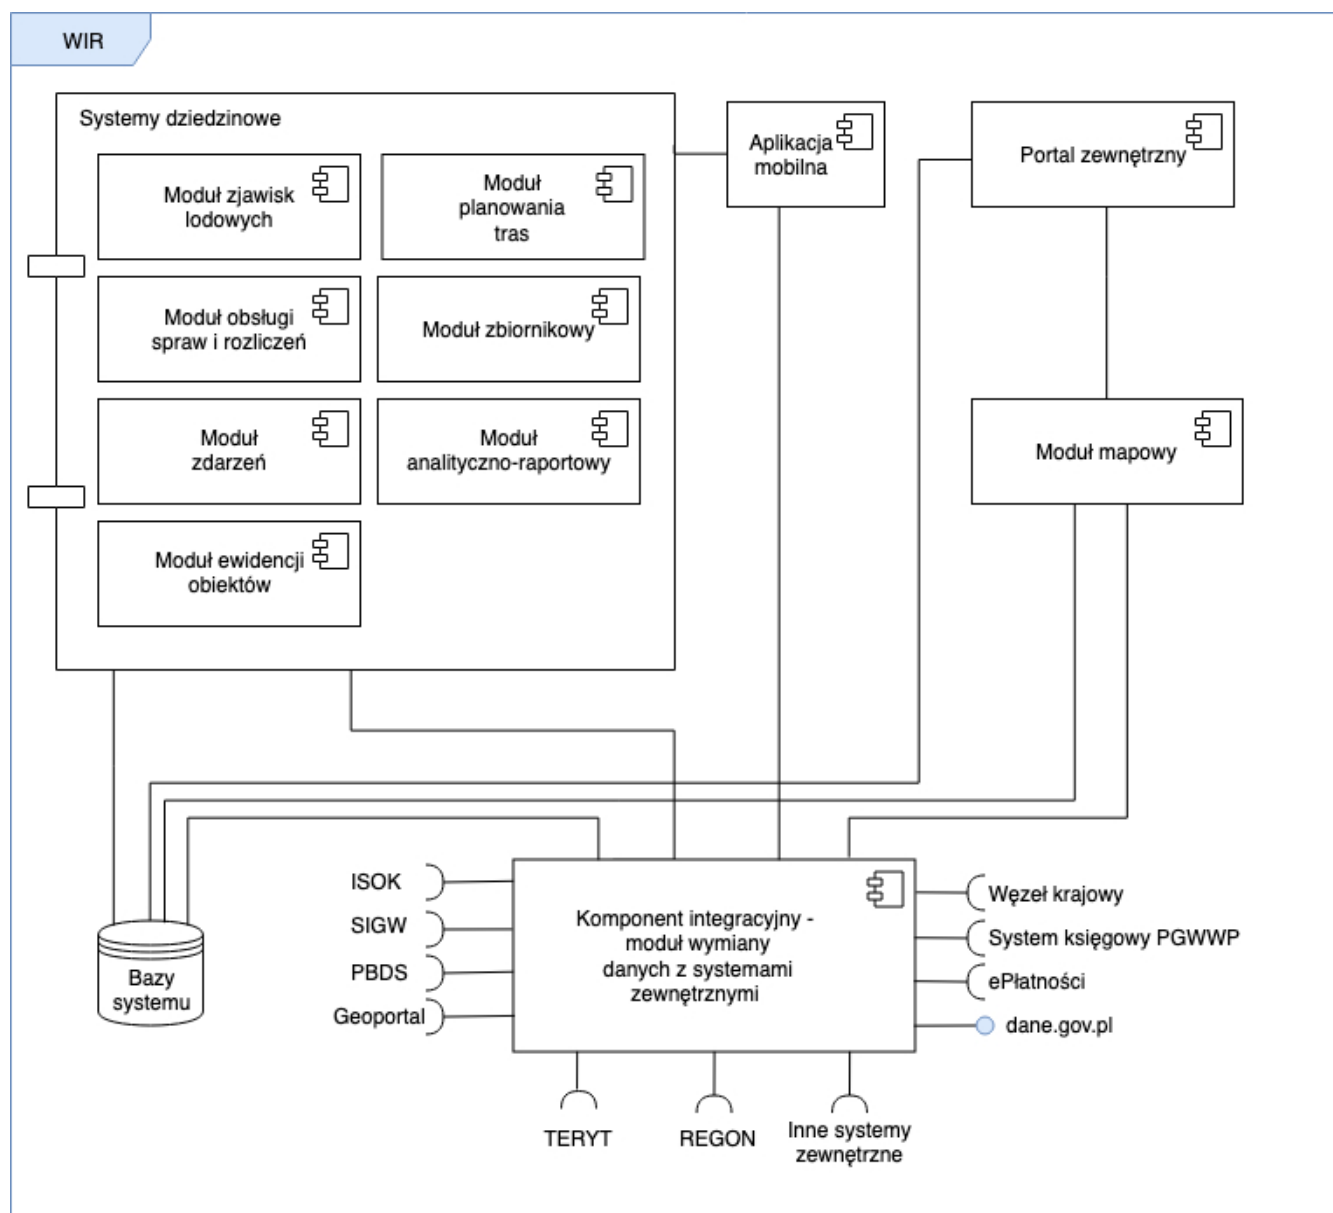 WIR
Systemy dziedzinowe
Moduł zjawisk
lodowych
Moduł
planowania
tras
Moduł obsługi
spraw i rozliczeń
Moduł zbiornikowy
Moduł
zdarzeń
Moduł
analityczno-raportowy
Moduł ewidencji
obiektów
Aplikacja
mobilna
Portal zewnętrzny
Moduł mapowy
Bazy
systemu
ISOK
SIGW
PBDS
Geoportal
Komponent integracyjny -
moduł wymiany
danych z systemami
zewnętrznymi
Węzeł krajowy
System księgowy PGWWP
ePłatności
dane.gov.pl
TERYT
REGON
Inne systemy
zewnętrzne